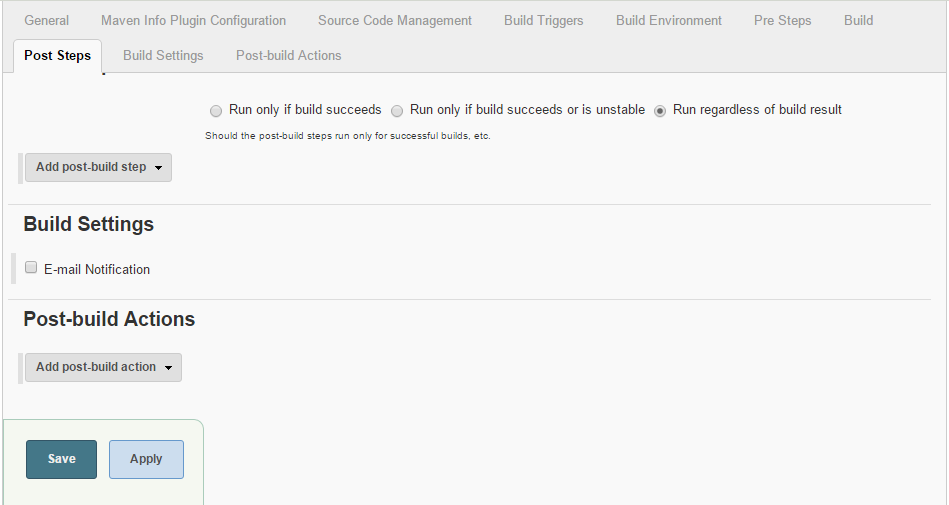 General Maven Info Plugin Configuration Source Code Management Build Triggers Build Environment Pre Steps Build
Post Steps Build Settings Post-build Actions
Run only if build succeeds Run only if build succeeds or is unstable Run regardless of build result
Should the post-build steps run only for successful builds, etc.
Add post-build step
Build Settings
E-mail Notification
Post-build Actions
Add post-build action
Save Apply